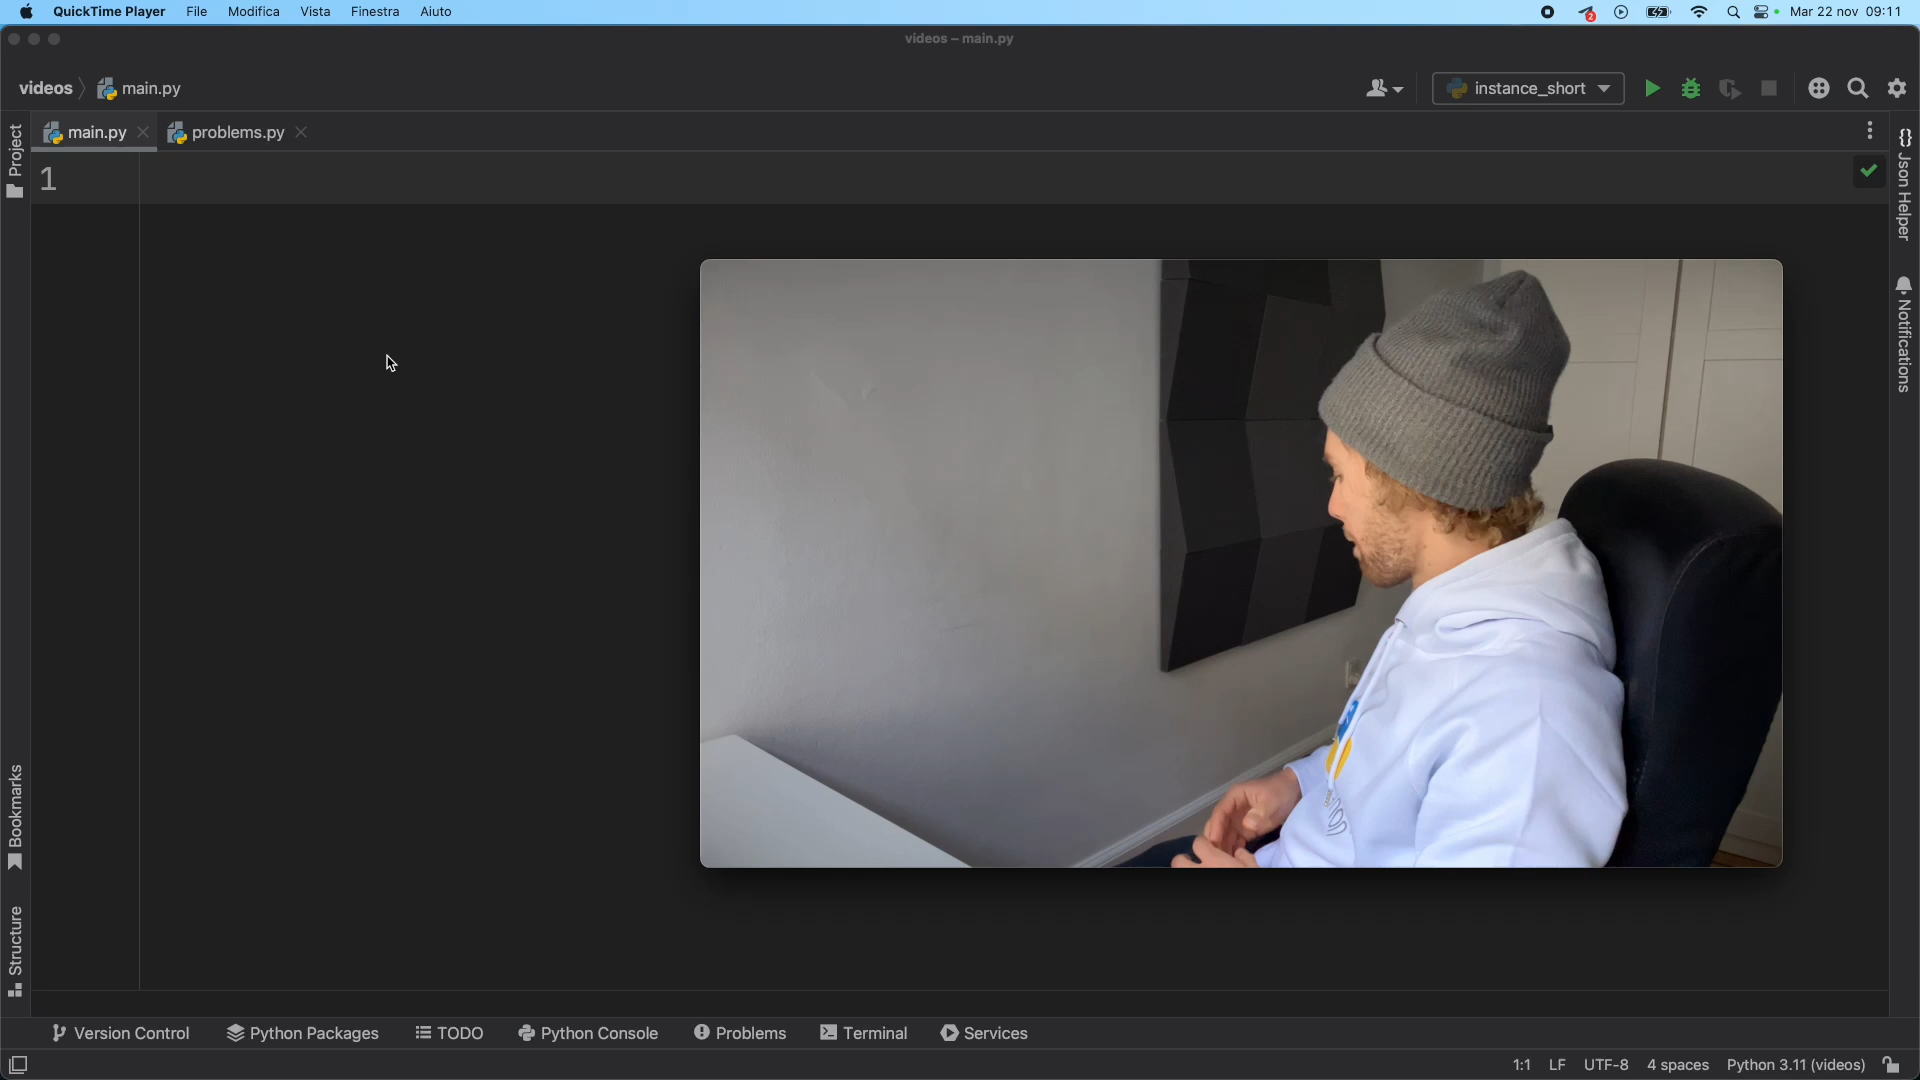 QuickTime Player File Modifica Vista Finestra Aiuto
2 Mar 22 nov 09:11
videos – main.py
videos main.py
instance_short
main.py problems.py
1
Project
Bookmarks
Structure
{} Json Helper
Notifications
Version Control Python Packages TODO Python Console Problems Terminal Services
1:1 LF UTF-8 4 spaces Python 3.11 (videos)